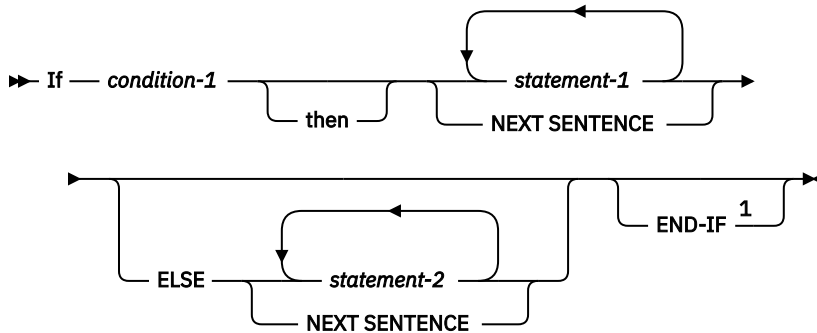 If condition-1 statement-1
then NEXT SENTENCE
END-IF 1
ELSE statement-2
NEXT SENTENCE